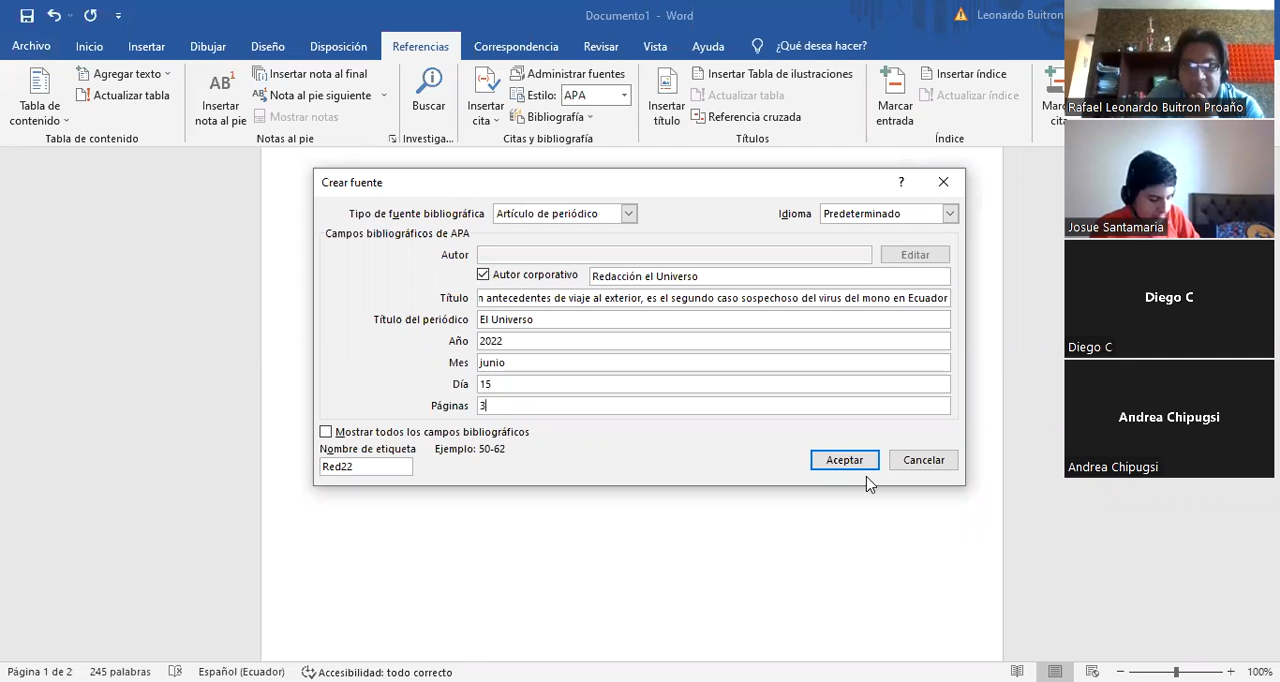 Documento1 - Word
Leonardo Buitron
Archivo Inicio Insertar Dibujar Diseño Disposición Referencias Correspondencia Revisar Vista Ayuda ¿Qué desea hacer?
Tabla de contenido
Agregar texto
Actualizar tabla
Tabla de contenido
AB¹
Insertar nota al pie
Insertar nota al final
Nota al pie siguiente
Mostrar notas
Notas al pie
Buscar
Investiga...
Insertar cita
Administrar fuentes
Estilo: APA
Bibliografía
Citas y bibliografía
Insertar título
Insertar Tabla de ilustraciones
Actualizar tabla
Referencia cruzada
Títulos
Marcar entrada
Insertar índice
Actualizar índice
Índice
Crear fuente
?
Tipo de fuente bibliográfica Artículo de periódico Idioma Predeterminado
Campos bibliográficos de APA
Autor Editar
Autor corporativo Redacción el Universo
Título n antecedentes de viaje al exterior, es el segundo caso sospechoso del virus del mono en Ecuador
Título del periódico El Universo
Año 2022
Mes junio
Día 15
Páginas 3
Mostrar todos los campos bibliográficos
Nombre de etiqueta Ejemplo: 50-62
Red22
Aceptar Cancelar
Rafael Leonardo Buitron Proaño
Josue Santamaria
Diego C
Diego C
Andrea Chipugsi
Andrea Chipugsi
Página 1 de 2 245 palabras Español (Ecuador) Accesibilidad: todo correcto 100%